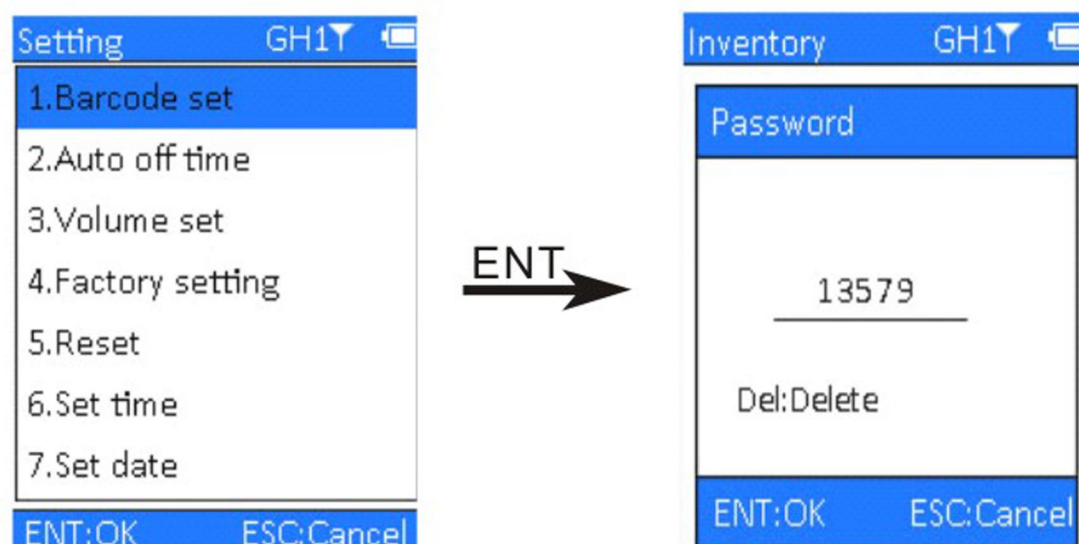 Setting GH1
1.Barcode set
2.Auto off time
3.Volume set
4.Factory setting
5.Reset
6.Set time
7.Set date
ENT:OK ESC:Cancel
ENT
Inventory GH1
Password
13579
Del:Delete
ENT:OK ESC:Cancel